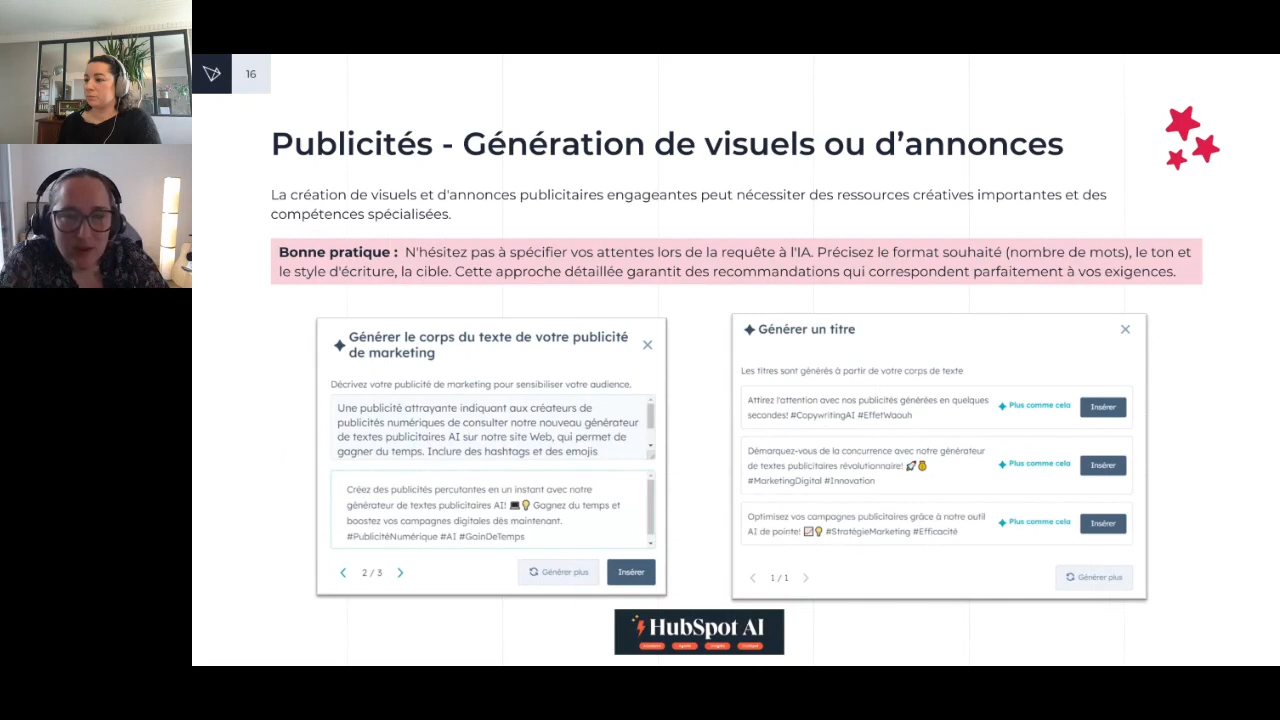 16
Publicités - Génération de visuels ou d’annonces
La création de visuels et d'annonces publicitaires engageantes peut nécessiter des ressources créatives importantes et des
compétences spécialisées.
Bonne pratique : N'hésitez pas à spécifier vos attentes lors de la requête à l'IA. Précisez le format souhaité (nombre de mots), le ton et
le style d'écriture, la cible. Cette approche détaillée garantit des recommandations qui correspondent parfaitement à vos exigences.
Générer le corps du texte de votre publicité
de marketing
Décrivez votre publicité de marketing pour sensibiliser votre audience.
Une publicité attrayante indiquant aux créateurs de
publicités numériques de consulter notre nouveau générateur
de textes publicitaires AI sur notre site Web, qui permet de
gagner du temps. Inclure des hashtags et des emojis
Créez des publicités percutantes en un instant avec notre
générateur de textes publicitaires AI! 💻💡 Gagnez du temps et
boostez vos campagnes digitales dès maintenant.
#PublicitéNumérique #AI #GainDeTemps
2 / 3
Générer plus
Insérer
Générer un titre
Les titres sont générés à partir de votre corps de texte
Attirez l'attention avec nos publicités générées en quelques
secondes! #CopywritingAI #EffetWaouh
Plus comme cela
Insérer
Démarquez-vous de la concurrence avec notre générateur
de textes publicitaires révolutionnaire! 🚀🏅
#MarketingDigital #Innovation
Plus comme cela
Insérer
Optimisez vos campagnes publicitaires grâce à notre outil
AI de pointe! 📈💡 #StratégieMarketing #Efficacité
Plus comme cela
Insérer
1 / 1
Générer plus
HubSpot AI